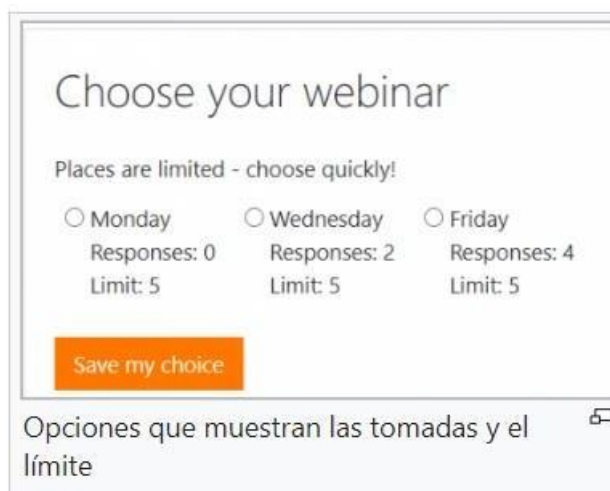 Choose your webinar
Places are limited - choose quickly!
Monday Wednesday Friday
Responses: 0 Responses: 2 Responses: 4
Limit: 5 Limit: 5 Limit: 5
Save my choice
Opciones que muestran las tomadas y el
límite